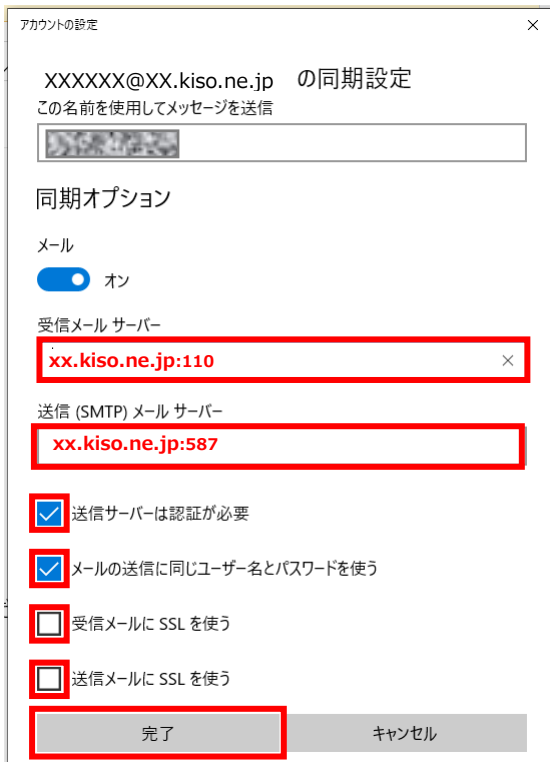 アカウントの設定
XXXXXX@XX.kiso.ne.jp の同期設定
この名前を使用してメッセージを送信
同期オプション
メール
オン
受信メール サーバー
xx.kiso.ne.jp:110
送信 (SMTP) メール サーバー
xx.kiso.ne.jp:587
送信サーバーは認証が必要
メールの送信に同じユーザー名とパスワードを使う
受信メールに SSL を使う
送信メールに SSL を使う
完了
キャンセル